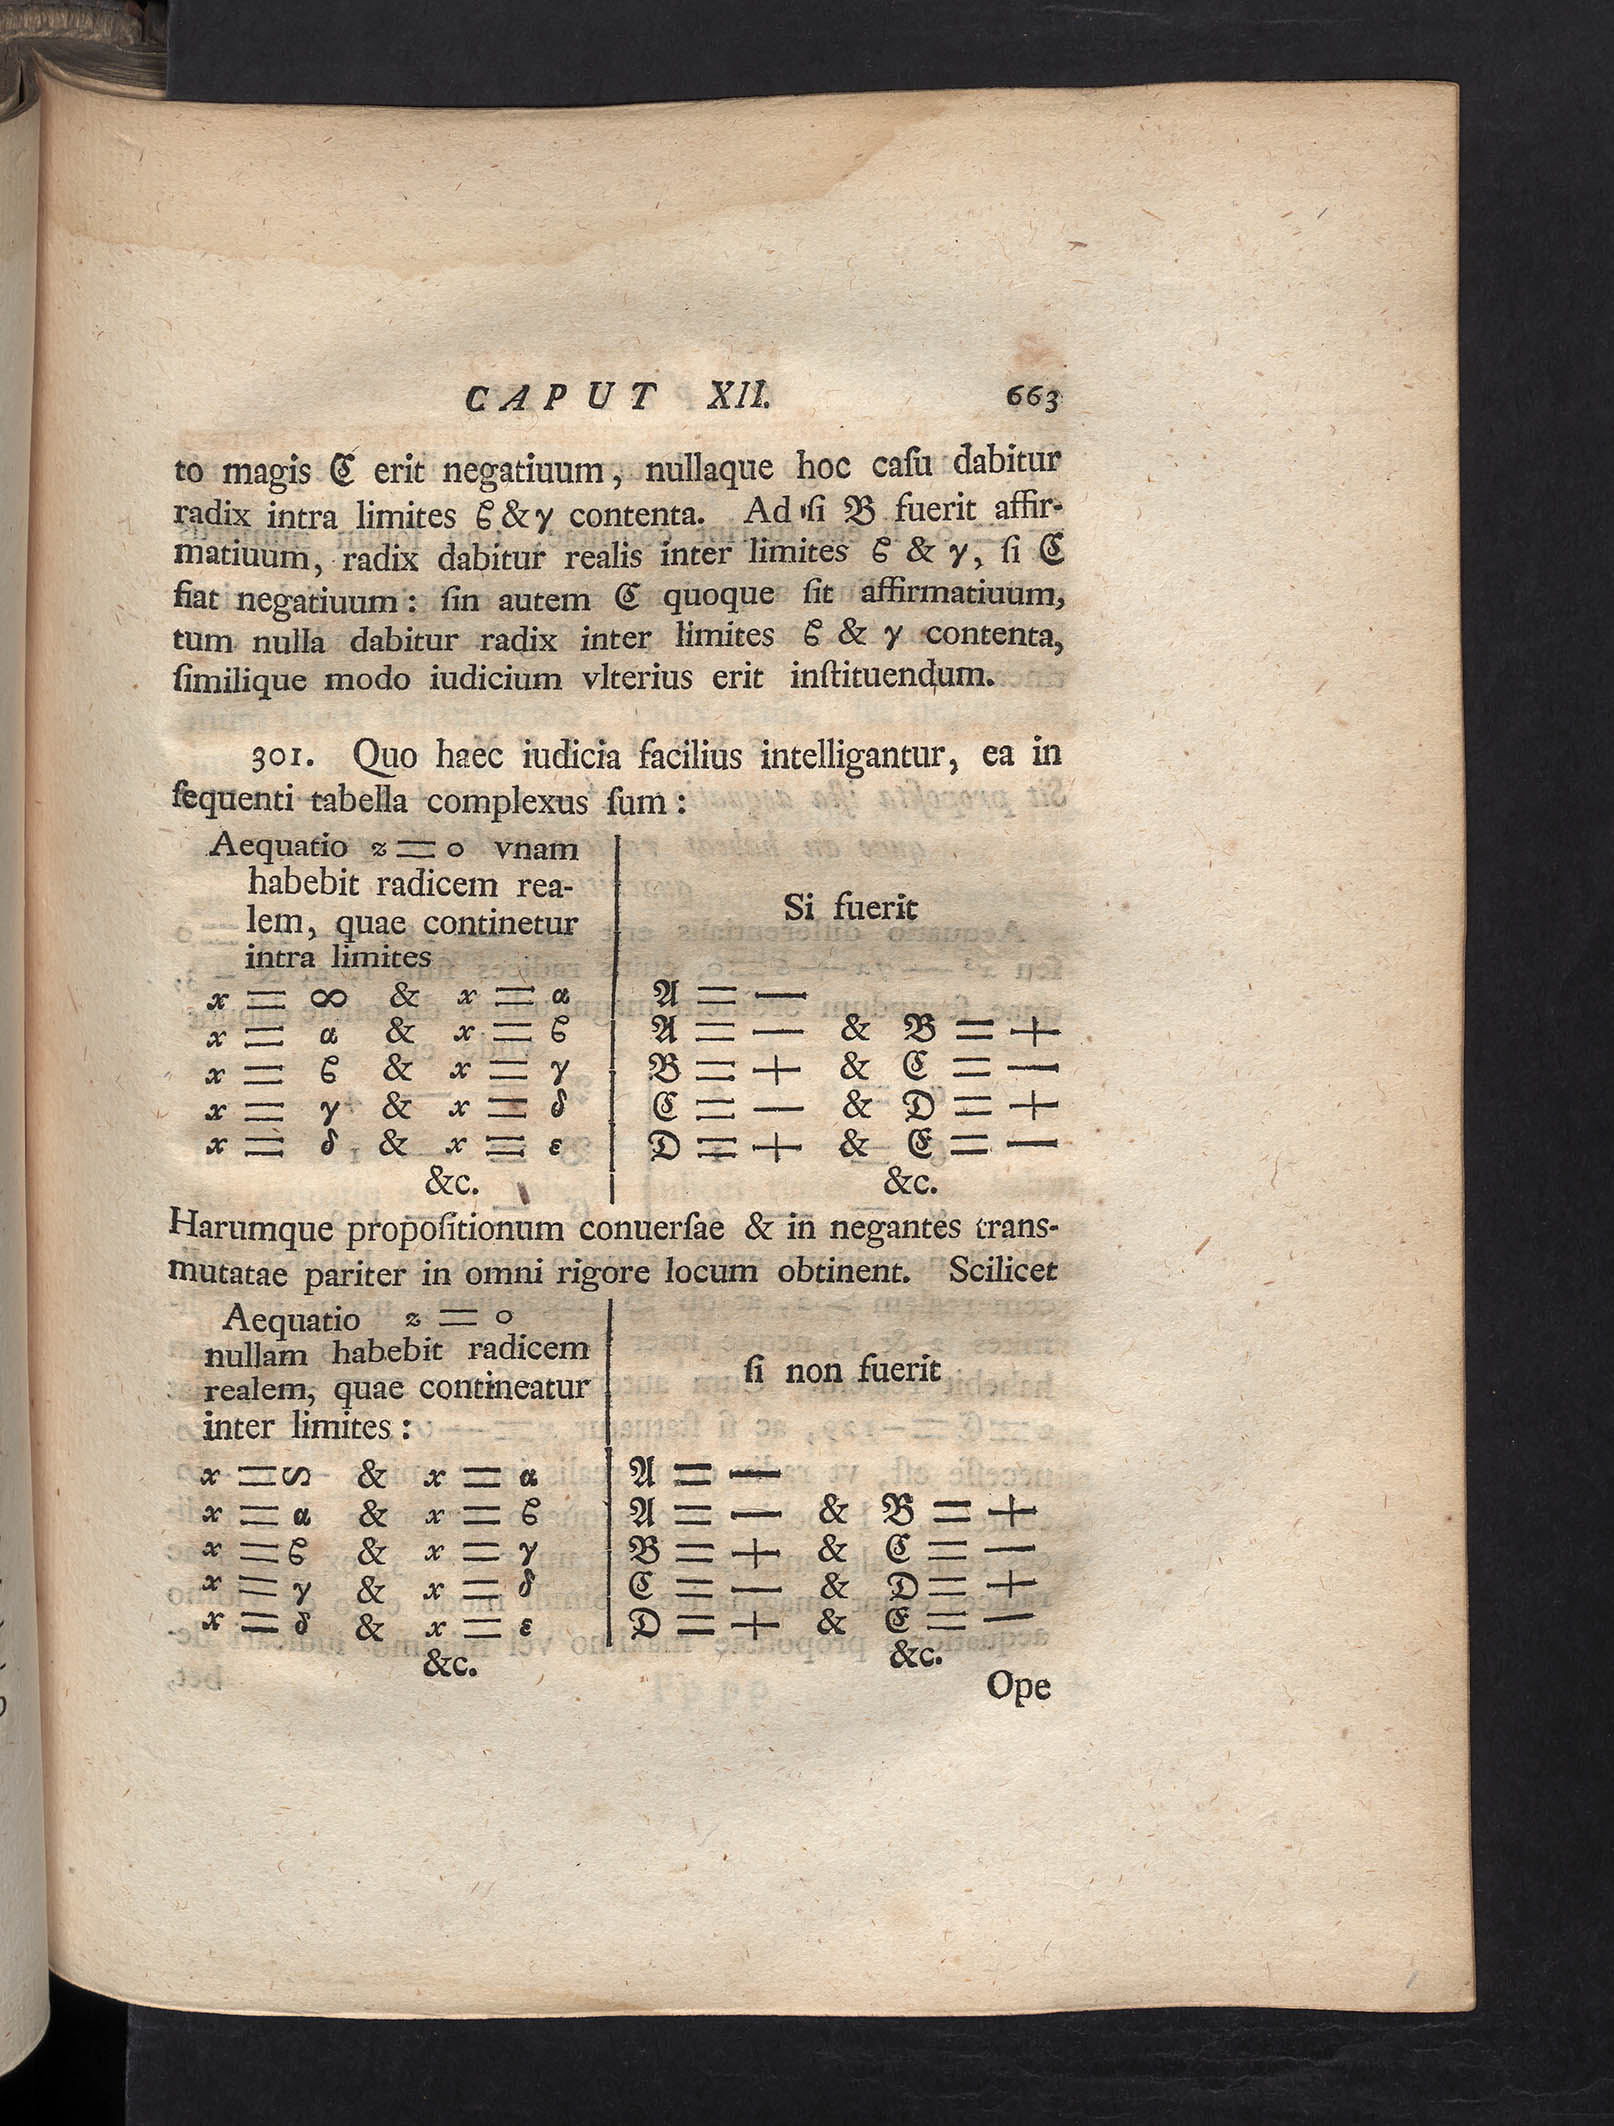 CAPUT XII. 663
to magis ℭ erit negatiuum, nullaque hoc caſu dabitur
radix intra limites ϐ & γ contenta. Ad ſi 𝔅 fuerit affir-
matiuum, radix dabitur realis inter limites ϐ & γ, ſi ℭ
fiat negatiuum: ſin autem ℭ quoque ſit affirmatiuum,
tum nulla dabitur radix inter limites ϐ & γ contenta,
ſimilique modo iudicium vlterius erit inſtituendum.
301. Quo haec iudicia facilius intelligantur, ea in
ſequenti tabella complexus ſum:
Aequatio z = 0 vnam
habebit radicem rea-
lem, quae continetur
intra limites
Si fuerit
x = ∞ & x = α 𝔄 = —
x = α & x = ϐ 𝔄 = — & 𝔅 = +
x = ϐ & x = γ 𝔅 = + & ℭ = —
x = γ & x = δ ℭ = — & 𝔇 = +
x = δ & x = ε 𝔇 = + & 𝔈 = —
&c. &c.
Harumque propoſitionum conuerſae & in negantes trans-
mutatae pariter in omni rigore locum obtinent. Scilicet
Aequatio z = 0
nullam habebit radicem
realem, quae contineatur
inter limites:
ſi non fuerit
x = ∽ & x = α 𝔄 = —
x = α & x = ϐ 𝔄 = — & 𝔅 = +
x = ϐ & x = γ 𝔅 = + & ℭ = —
x = γ & x = δ ℭ = — & 𝔇 = +
x = δ & x = ε 𝔇 = + & 𝔈 = —
&c. &c.
Ope